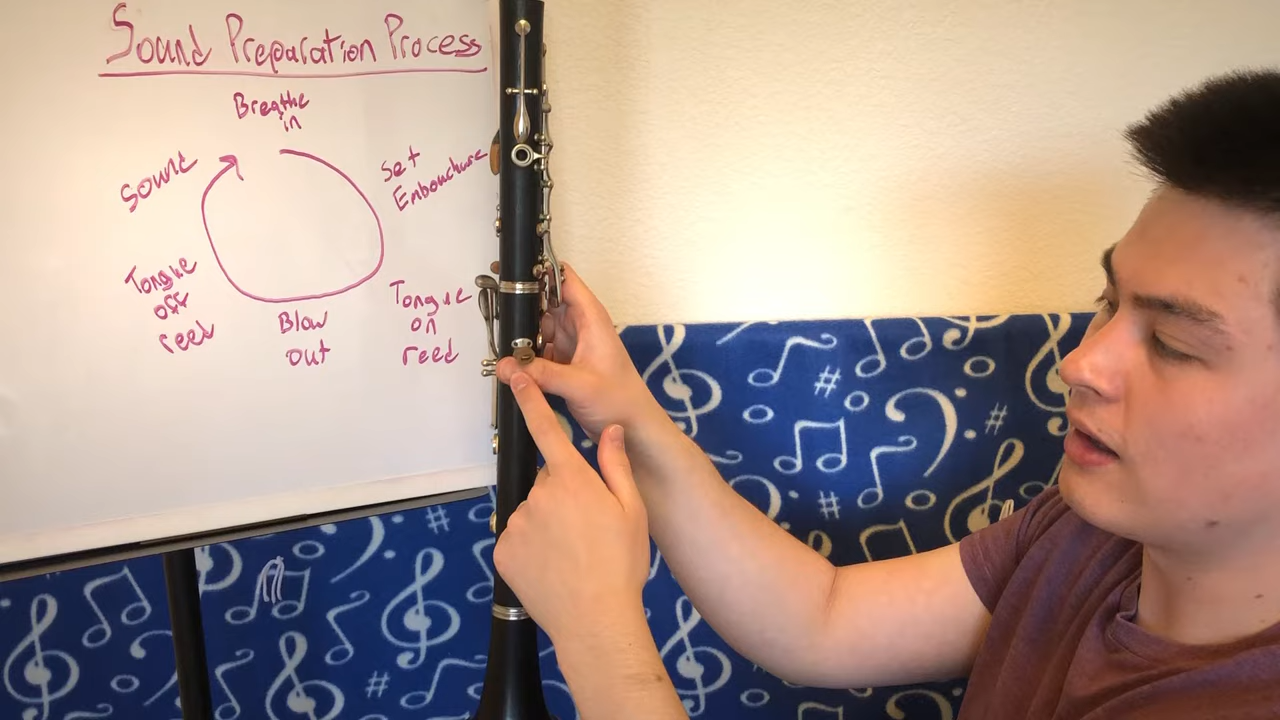 Sound Preparation Process
Breathe
in
Set
Embouchure
Tongue
on
reed
Blow
out
Tongue
off
reed
Sound